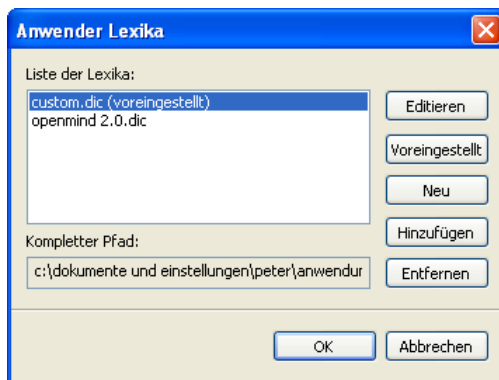 Anwender Lexika
Liste der Lexika:
custom.dic (voreingestellt)
openmind 2.0.dic
Editieren
Voreingestellt
Neu
Hinzufügen
Entfernen
Kompletter Pfad:
c:\dokumente und einstellungen\peter\anwendur
OK
Abbrechen